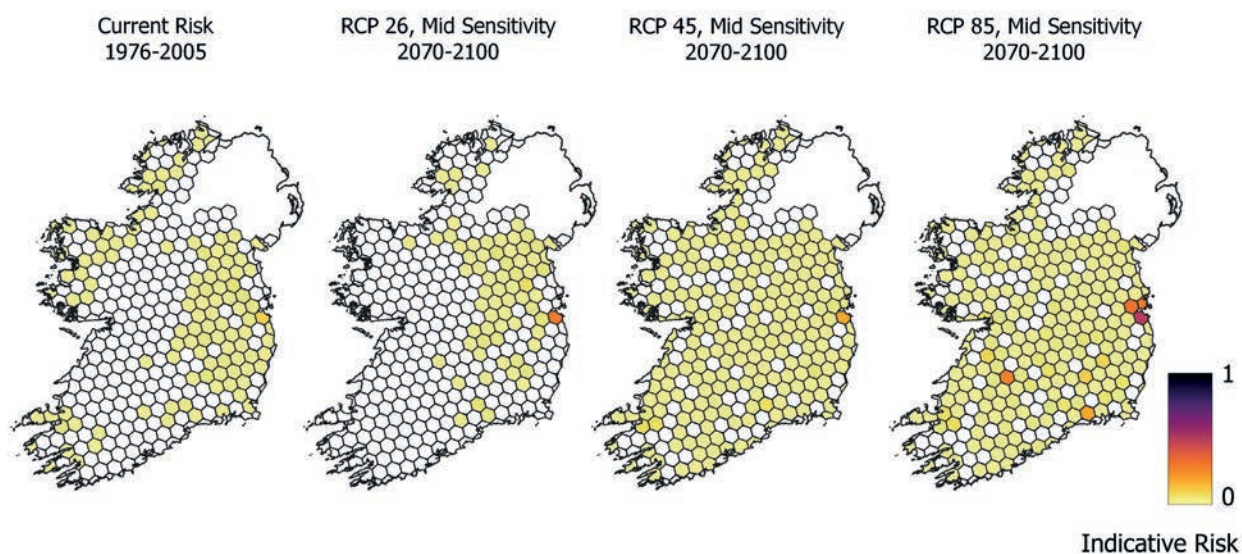 Current Risk
1976-2005
RCP 26, Mid Sensitivity
2070-2100
RCP 45, Mid Sensitivity
2070-2100
RCP 85, Mid Sensitivity
2070-2100
1
0
Indicative Risk